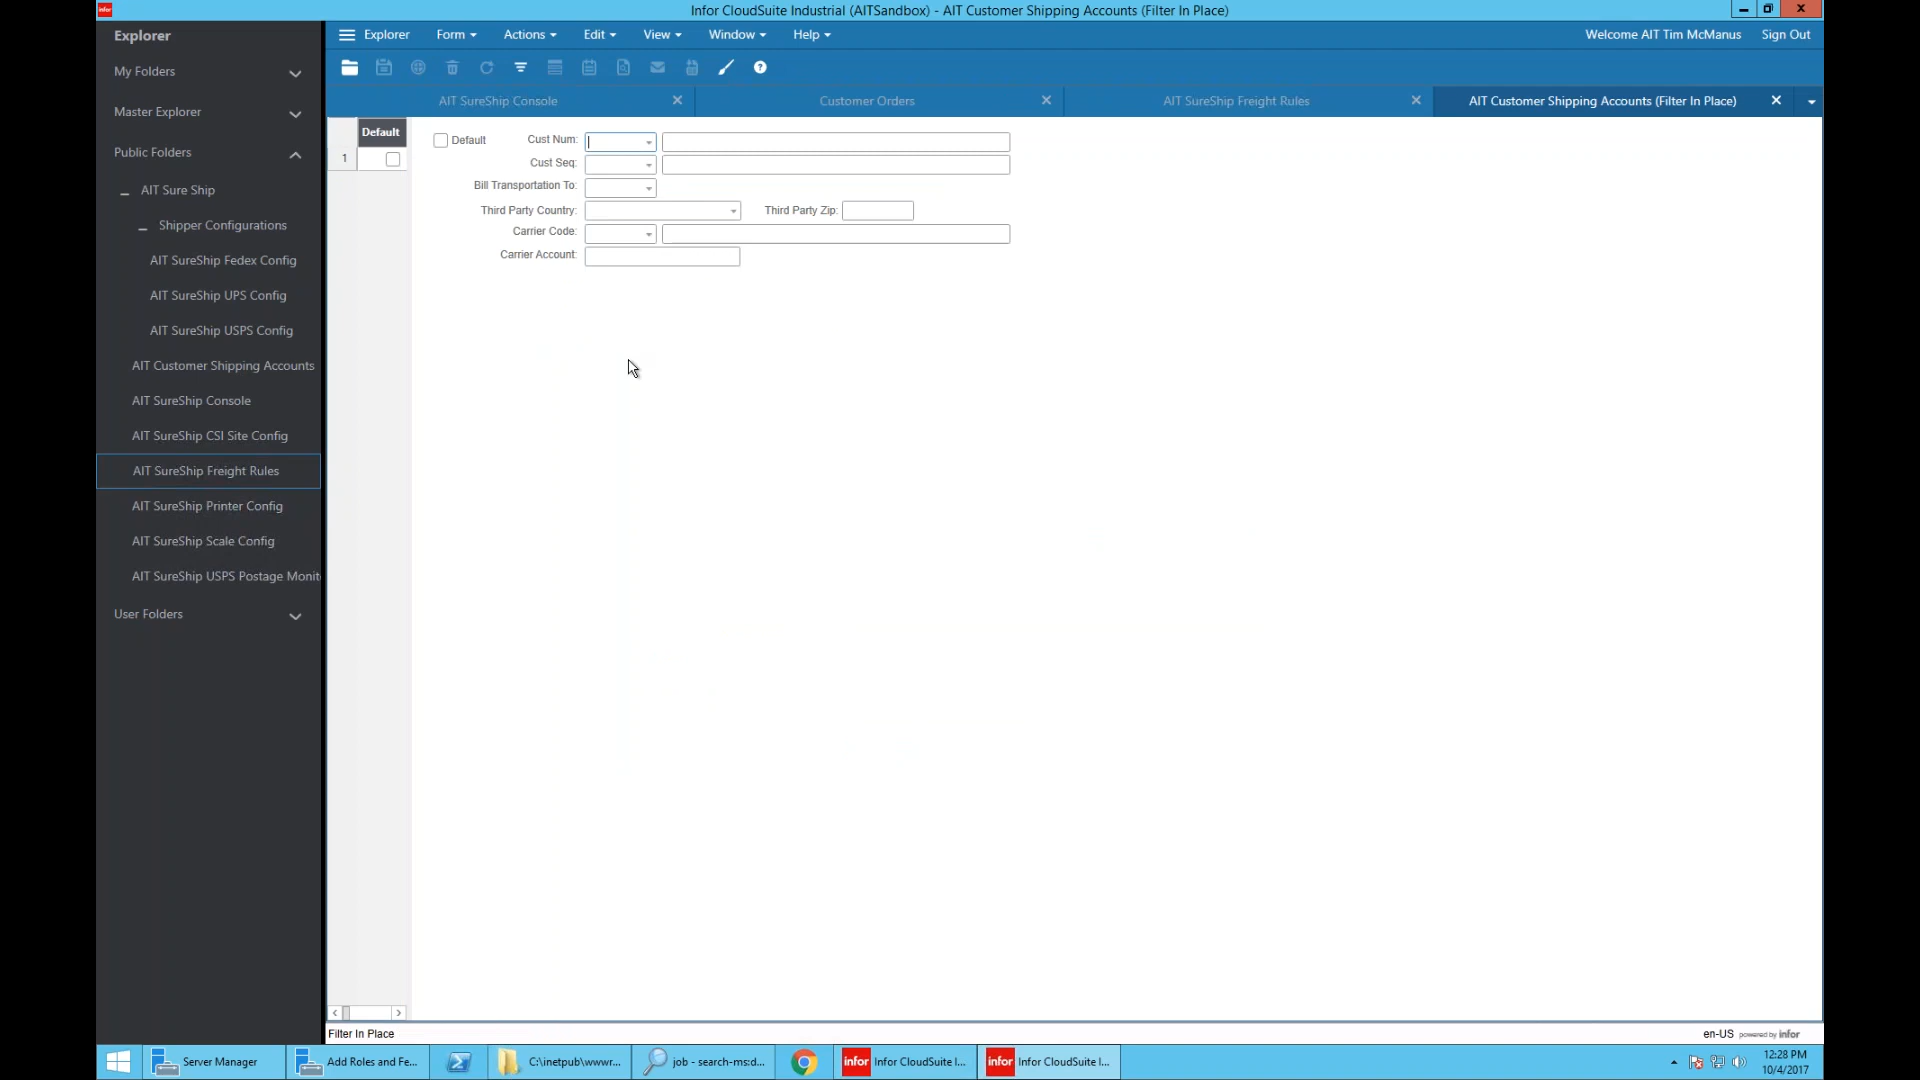 infor Infor CloudSuite Industrial (AITSandbox) - AIT Customer Shipping Accounts (Filter In Place)
Explorer
My Folders
Master Explorer
Public Folders
AIT Sure Ship
Shipper Configurations
AIT SureShip Fedex Config
AIT SureShip UPS Config
AIT SureShip USPS Config
AIT Customer Shipping Accounts
AIT SureShip Console
AIT SureShip CSI Site Config
AIT SureShip Freight Rules
AIT SureShip Printer Config
AIT SureShip Scale Config
AIT SureShip USPS Postage Monit
User Folders
Explorer Form Actions Edit View Window Help Welcome AIT Tim McManus Sign Out
AIT SureShip Console Customer Orders AIT SureShip Freight Rules AIT Customer Shipping Accounts (Filter In Place)
Default
1
Default Cust Num:
Cust Seq:
Bill Transportation To:
Third Party Country: Third Party Zip:
Carrier Code:
Carrier Account:
Filter In Place en-US powered by infor
Server Manager Add Roles and Fe... C:\inetpub\wwwr... job - search-ms:d... infor Infor CloudSuite I... infor Infor CloudSuite I... 12:28 PM
10/4/2017